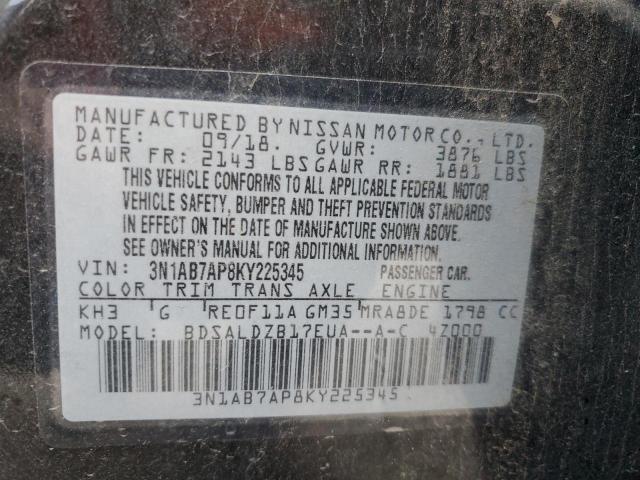 MANUFACTURED BY NISSAN MOTOR CO., LTD.
DATE: 09/18. GVWR: 3876 LBS
GAWR FR: 2143 LBS GAWR RR: 1881 LBS
THIS VEHICLE CONFORMS TO ALL APPLICABLE FEDERAL MOTOR
VEHICLE SAFETY, BUMPER AND THEFT PREVENTION STANDARDS
IN EFFECT ON THE DATE OF MANUFACTURE SHOWN ABOVE.
SEE OWNER'S MANUAL FOR ADDITIONAL INFORMATION.
VIN: 3N1AB7AP8KY225345 PASSENGER CAR.
COLOR TRIM TRANS AXLE ENGINE
KH3 G RE0F11A GM35 MRA8DE 1798 CC
MODEL: BDSALDZB17EUA--A-C 4Z000
3N1AB7AP8KY225345